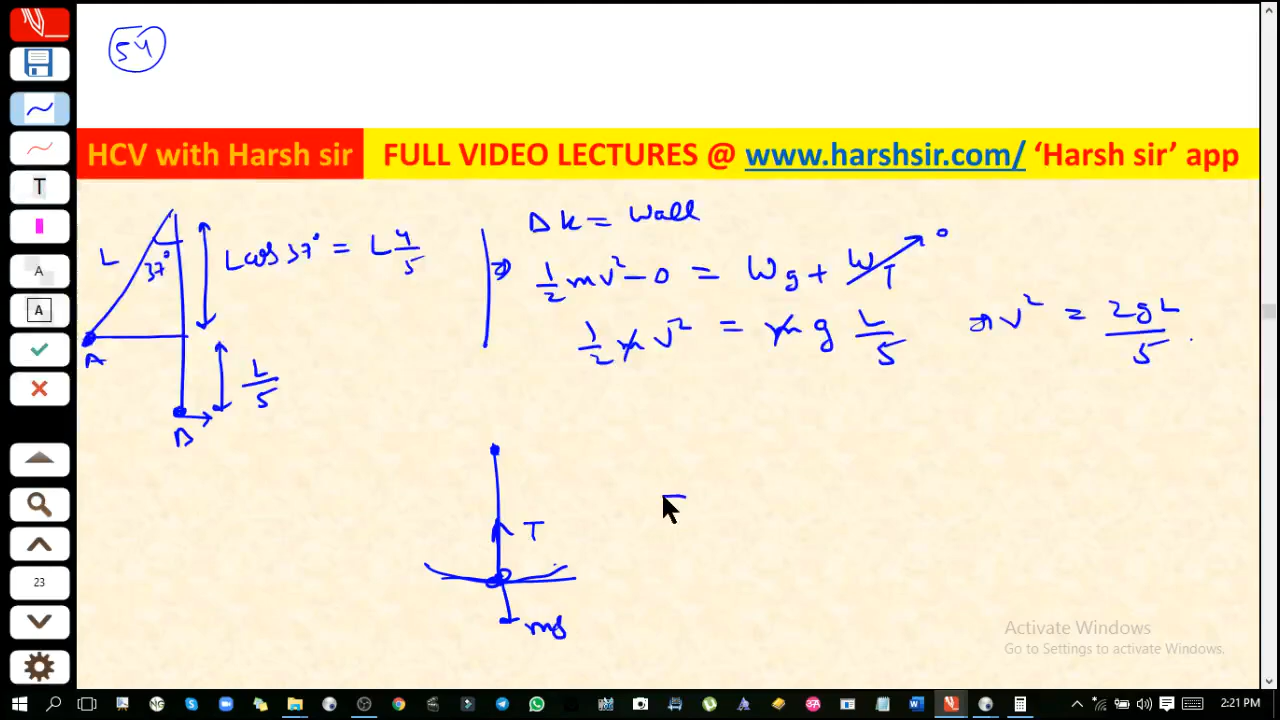 54
HCV with Harsh sir FULL VIDEO LECTURES @ www.harshsir.com/ ‘Harsh sir’ app
Δk = Wall
L 37° L cos 37° = L 4/5
⇒ 1/2 mv² - 0 = Wg + WT 0
1/2 m v² = m g L/5 ⇒ v² = 2gL/5
A
L/5
B
T
mg
T
A
A
23
Activate Windows
Go to Settings to activate Windows.
2:21 PM